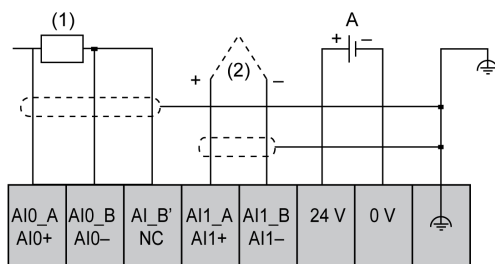 (1)
A
+ –
+ (2) –
AI0_A AI0_B AI_B' AI1_A AI1_B 24 V 0 V
AI0+ AI0– NC AI1+ AI1–